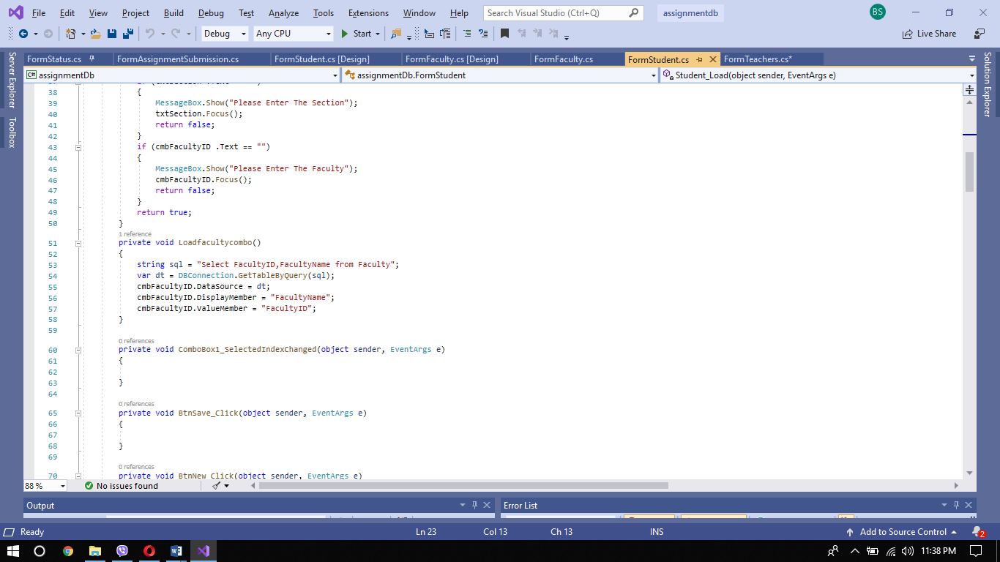 File Edit View Project Build Debug Test Analyze Tools Extensions Window Help Search Visual Studio (Ctrl+Q) assignmentdb BS
Debug Any CPU Start Live Share
FormStatus.cs FormAssignmentSubmission.cs FormStudent.cs [Design] FormFaculty.cs [Design] FormFaculty.cs FormStudent.cs FormTeachers.cs*
C# assignmentDb assignmentDb.FormStudent Student_Load(object sender, EventArgs e)
Server Explorer
Toolbox
Solution Explorer
38 {
39 MessageBox.Show("Please Enter The Section");
40 txtSection.Focus();
41 return false;
42 }
43 if (cmbFacultyID .Text == "")
44 {
45 MessageBox.Show("Please Enter The Faculty");
46 cmbFacultyID.Focus();
47 return false;
48 }
49 return true;
50 }
1 reference
51 private void Loadfacultycombo()
52 {
53 string sql = "Select FacultyID,FacultyName from Faculty";
54 var dt = DBConnection.GetTableByQuery(sql);
55 cmbFacultyID.DataSource = dt;
56 cmbFacultyID.DisplayMember = "FacultyName";
57 cmbFacultyID.ValueMember = "FacultyID";
58 }
59
0 references
60 private void ComboBox1_SelectedIndexChanged(object sender, EventArgs e)
61 {
62
63 }
64
0 references
65 private void BtnSave_Click(object sender, EventArgs e)
66 {
67
68 }
69
0 references
70 private void BtnNew_Click(object sender, EventArgs e)
88 % No issues found
Output Error List
Ready Ln 23 Col 13 Ch 13 INS Add to Source Control 2
11:38 PM